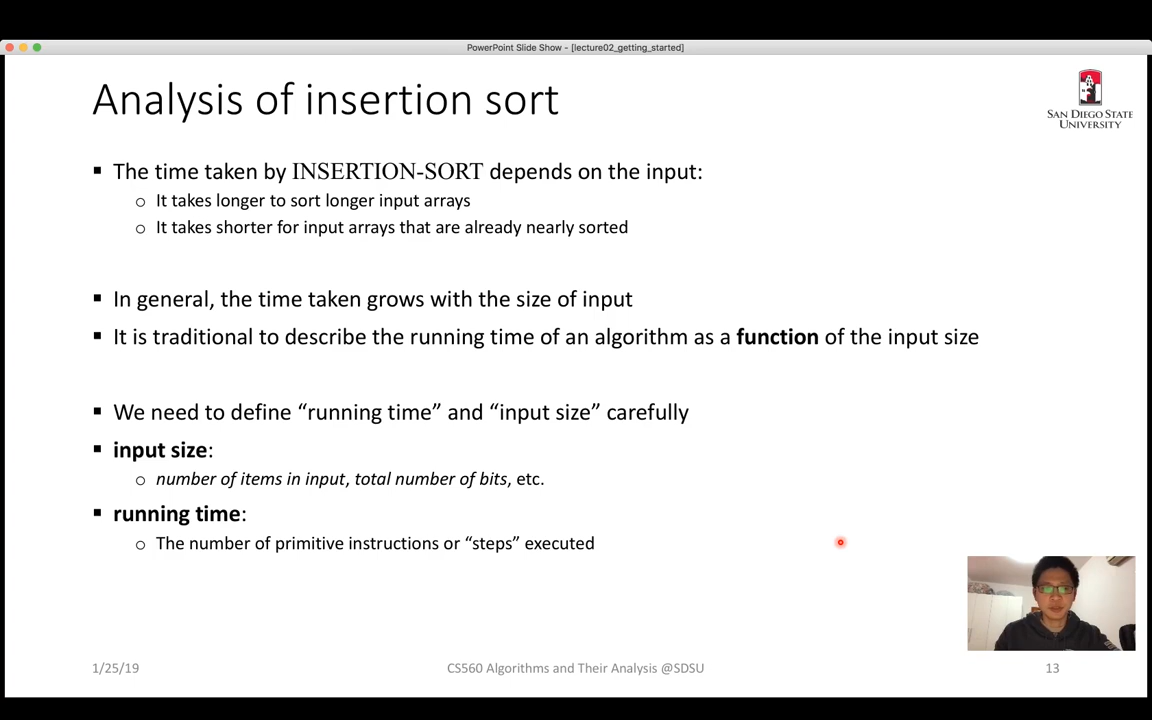 PowerPoint Slide Show - [lecture02_getting_started]
Analysis of insertion sort
SAN DIEGO STATE
UNIVERSITY
▪ The time taken by INSERTION-SORT depends on the input:
o It takes longer to sort longer input arrays
o It takes shorter for input arrays that are already nearly sorted
▪ In general, the time taken grows with the size of input
▪ It is traditional to describe the running time of an algorithm as a function of the input size
▪ We need to define “running time” and “input size” carefully
▪ input size:
o number of items in input, total number of bits, etc.
▪ running time:
o The number of primitive instructions or “steps” executed
1/25/19
CS560 Algorithms and Their Analysis @SDSU
13